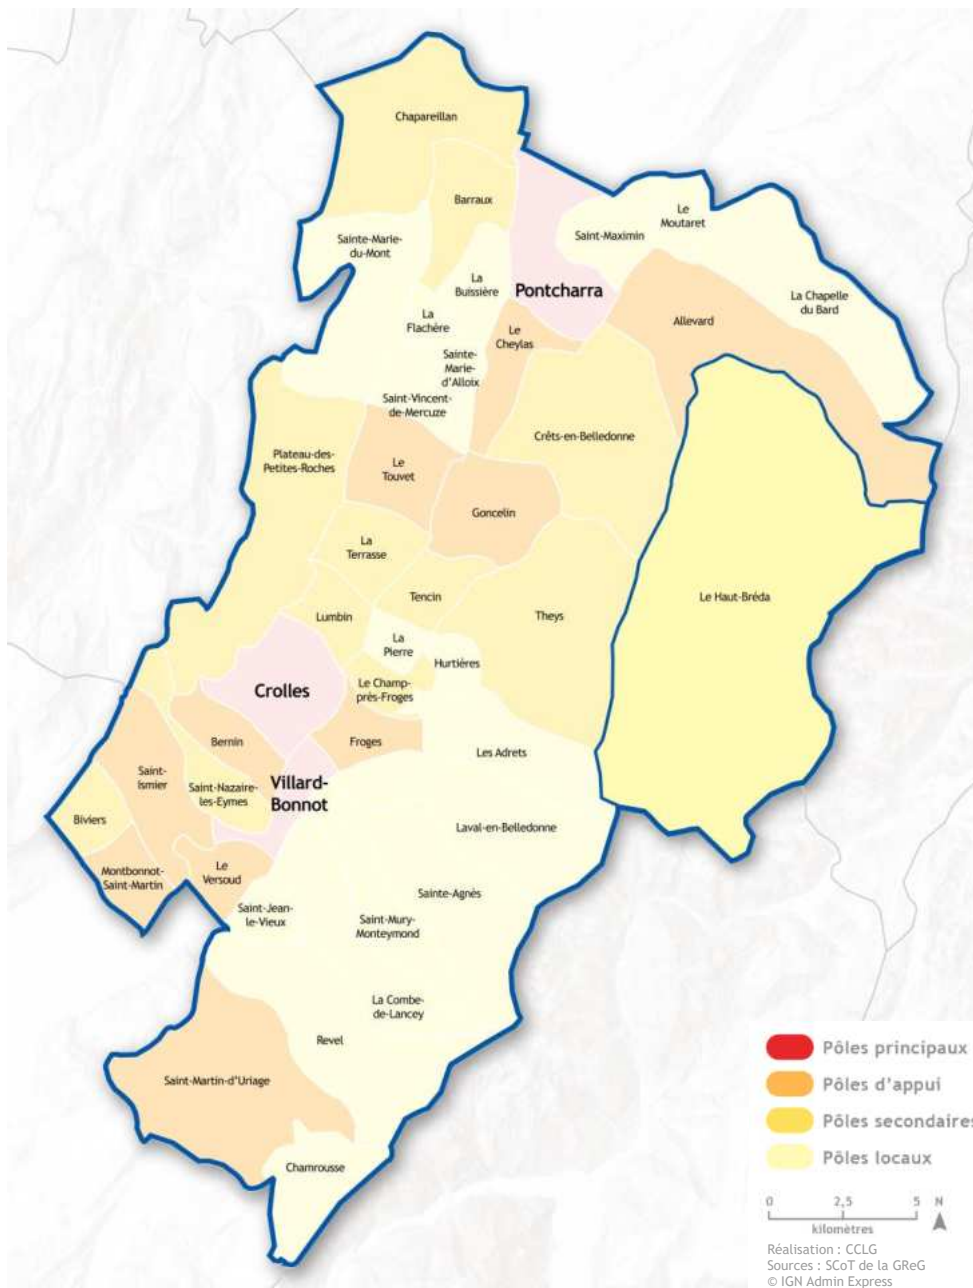 Chapareillan
Barraux
Le
Moutaret
Saint-Maximin
Sainte-Marie-
du-Mont
La
Buissière
Pontcharra
La Chapelle
du Bard
La
Flachère
Le
Cheylas
Allevard
Sainte-
Marie-
d'Alloix
Saint-Vincent-
de-Mercuze
Crêts-en-Belledonne
Plateau-des-
Petites-Roches
Le
Touvet
Goncelin
La
Terrasse
Tencin
Le Haut-Bréda
Lumbin
Theys
La
Pierre
Hurtières
Crolles
Le Champ-
près-Froges
Bernin
Froges
Les Adrets
Saint-
Ismier
Saint-Nazaire-
les-Eymes
Villard-
Bonnot
Biviers
Laval-en-Belledonne
Montbonnot-
Saint-Martin
Le
Versoud
Sainte-Agnès
Saint-Jean-
le-Vieux
Saint-Mury-
Monteymond
La Combe-
de-Lancey
Revel
Saint-Martin-d'Uriage
Chamrousse
Pôles principaux
Pôles d'appui
Pôles secondaires
Pôles locaux
0 2,5 5 N
kilomètres
Réalisation : CCLG
Sources : SCoT de la GReG
© IGN Admin Express